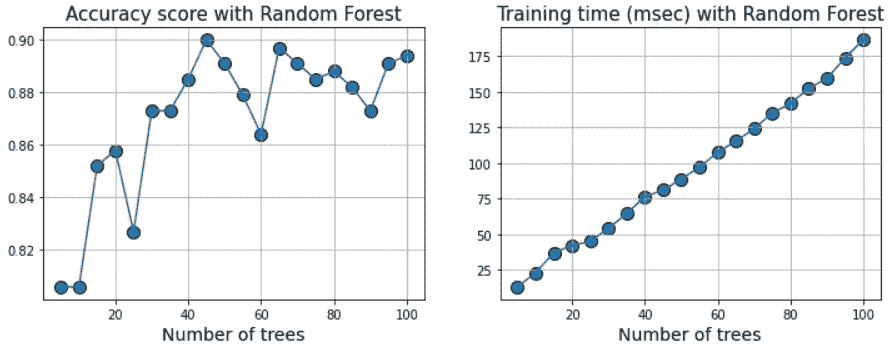 Accuracy score with Random Forest
0.90
0.88
0.86
0.84
0.82
20 40 60 80 100
Number of trees
Training time (msec) with Random Forest
175
150
125
100
75
50
25
20 40 60 80 100
Number of trees